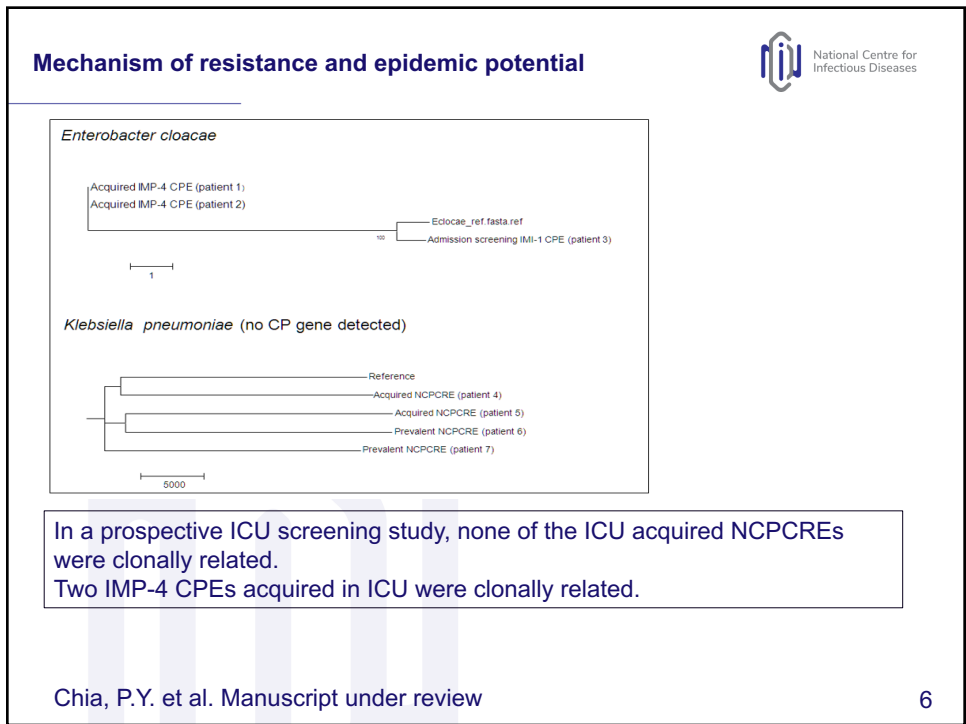 Mechanism of resistance and epidemic potential
National Centre for
Infectious Diseases
Enterobacter cloacae
Acquired IMP-4 CPE (patient 1)
Acquired IMP-4 CPE (patient 2)
Eclocae_ref.fasta.ref
100
Admission screening IMI-1 CPE (patient 3)
1
Klebsiella pneumoniae (no CP gene detected)
Reference
Acquired NCPCRE (patient 4)
Acquired NCPCRE (patient 5)
Prevalent NCPCRE (patient 6)
Prevalent NCPCRE (patient 7)
5000
In a prospective ICU screening study, none of the ICU acquired NCPCREs
were clonally related.
Two IMP-4 CPEs acquired in ICU were clonally related.
Chia, P.Y. et al. Manuscript under review
6